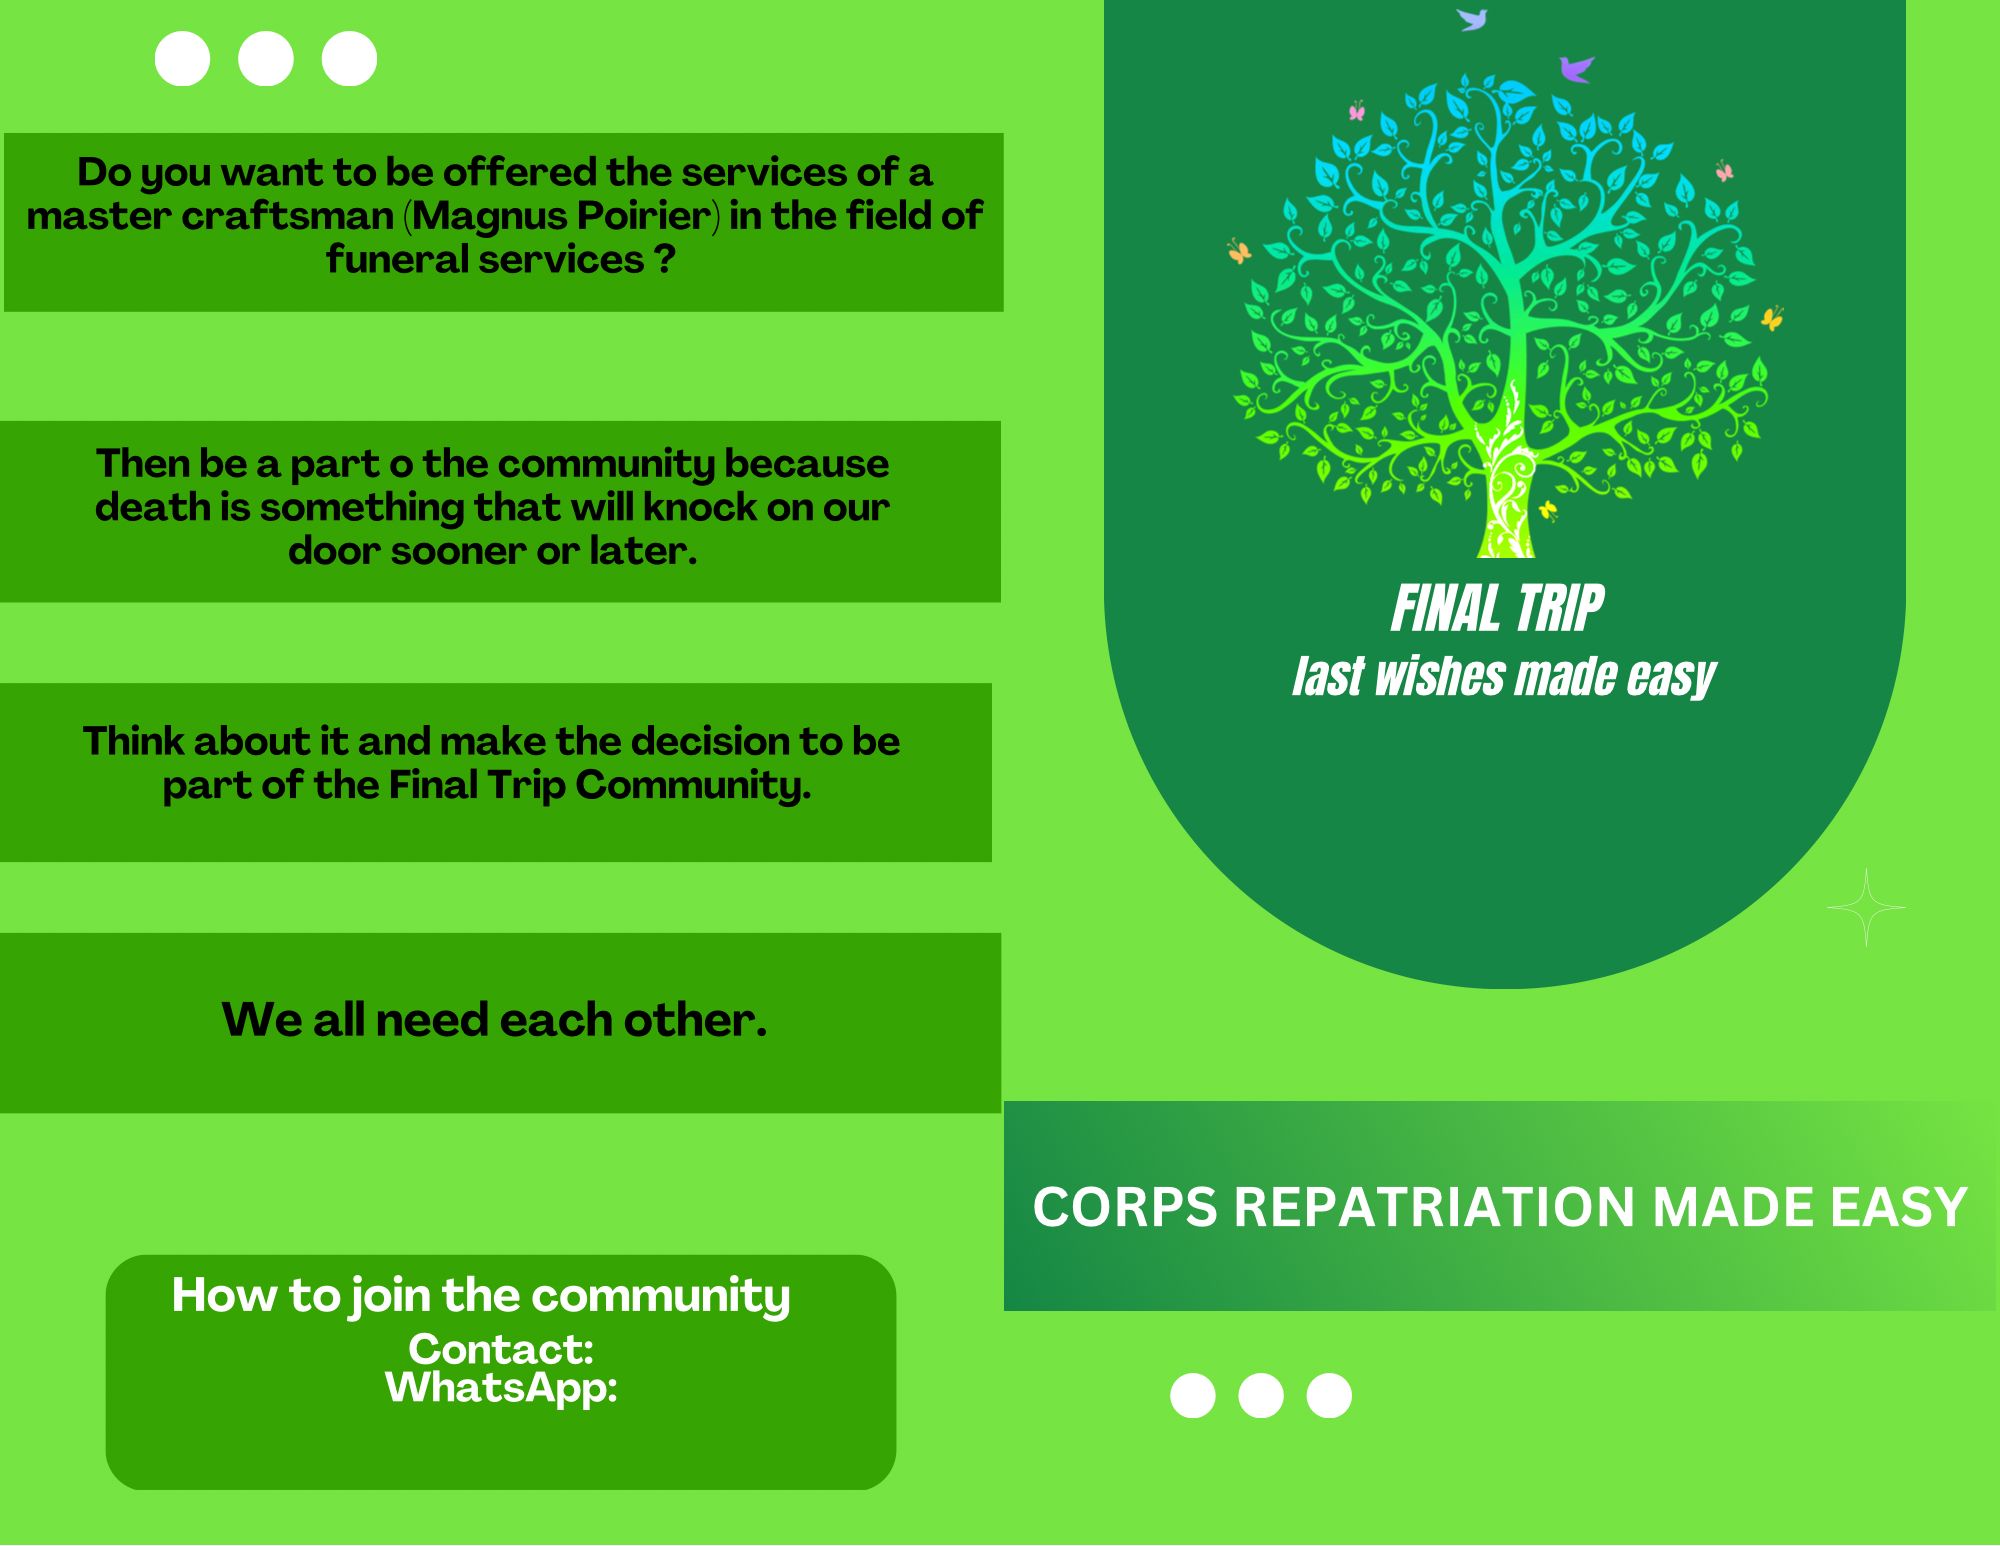 Do you want to be offered the services of a
master craftsman (Magnus Poirier) in the field of
funeral services ?
Then be a part o the community because
death is something that will knock on our
door sooner or later.
Think about it and make the decision to be
part of the Final Trip Community.
We all need each other.
How to join the community
Contact:
WhatsApp:
FINAL TRIP
last wishes made easy
CORPS REPATRIATION MADE EASY